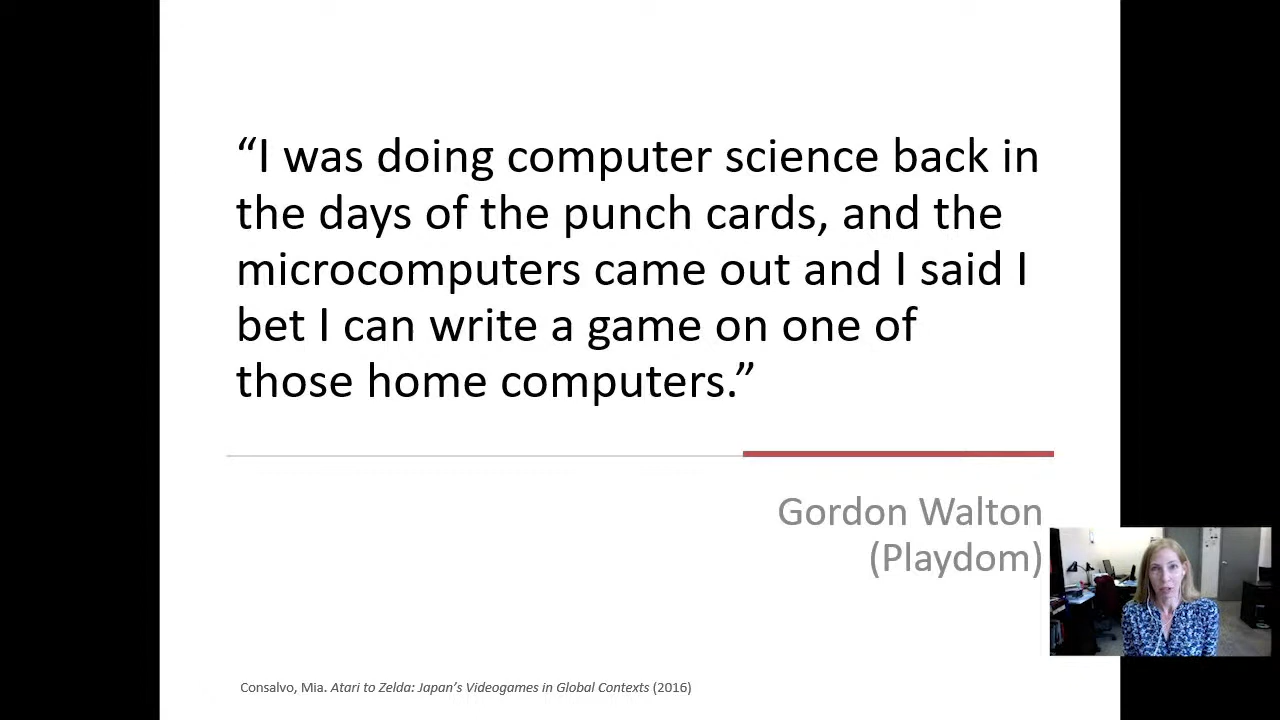 “I was doing computer science back in
the days of the punch cards, and the
microcomputers came out and I said I
bet I can write a game on one of
those home computers.”
Gordon Walton
(Playdom)
Consalvo, Mia. Atari to Zelda: Japan’s Videogames in Global Contexts (2016)